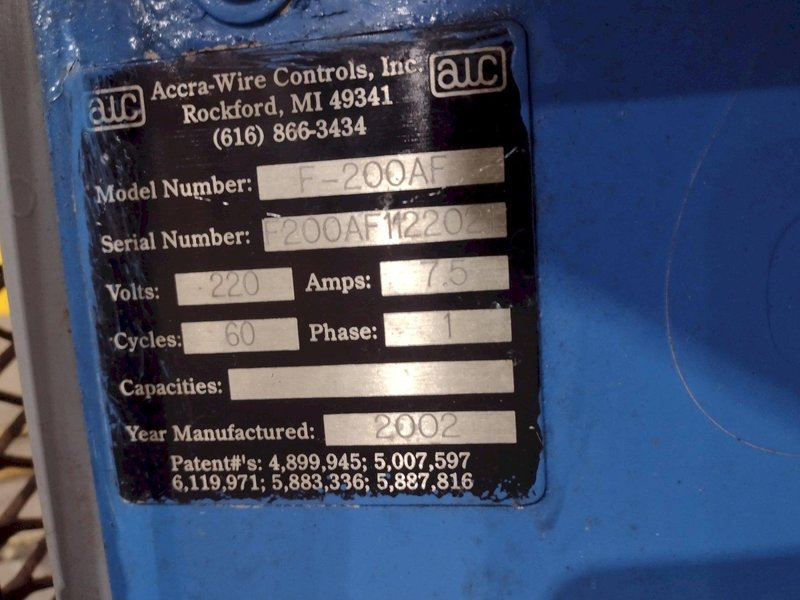 awc Accra-Wire Controls, Inc. awc
Rockford, MI 49341
(616) 866-3434
Model Number: F-200AF
Serial Number:
Volts: 220 Amps: 7.5
Cycles: 60 Phase: 1
Capacities:
Year Manufactured: 2002
Patent#'s: 4,899,945; 5,007,597
6,119,971; 5,883,336; 5,887,816